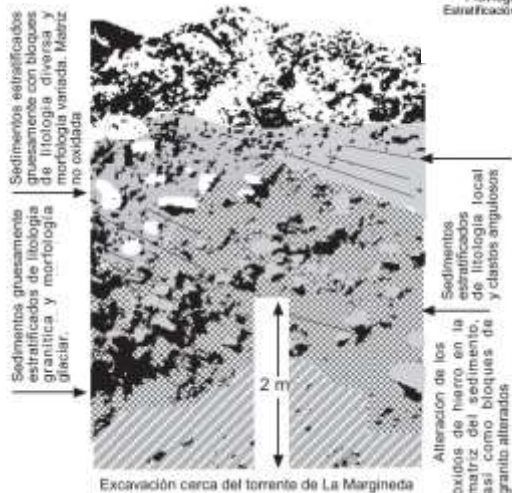 Estratificación
Sedimentos estratificados
gruesamente con bloques
de litología diversa y
morfología variada. Matriz
no oxidada
Sedimentos gruesamente
estratificados de litología
granítica y morfología
glaciar.
Sedimentos
estratificados
de litología local
y clastos angulosos
Alteración de los
oxidos de hierro en la
matriz del sedimento,
así como bloques de
granito alterados
2 m
Excavación cerca del torrente de La Margineda